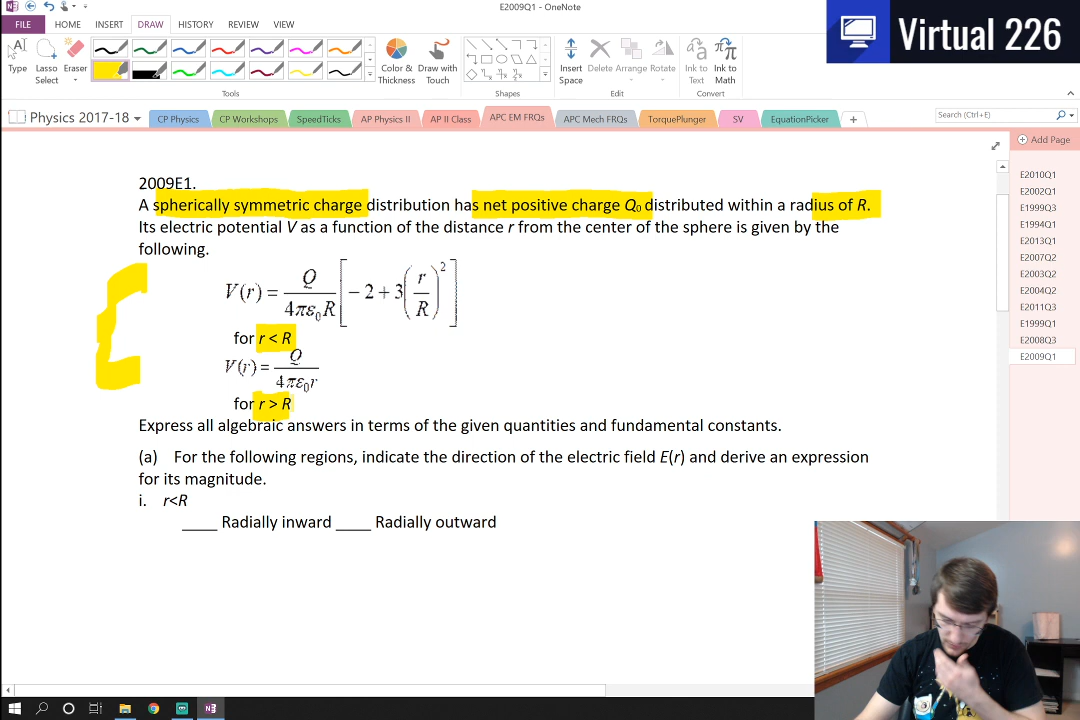 E2009Q1 - OneNote
FILE HOME INSERT DRAW HISTORY REVIEW VIEW
Virtual 226
Type
Lasso Select
Eraser
Color & Thickness
Draw with Touch
Insert Space
Delete Arrange Rotate
Ink to Text
Ink to Math
Tools Shapes Edit Convert
Physics 2017-18 CP Physics CP Workshops SpeedTicks AP Physics II AP II Class APC EM FRQs APC Mech FRQs TorquePlunger SV EquationPicker
Search (Ctrl+E)
Add Page
2009E1.
A spherically symmetric charge distribution has net positive charge Q₀ distributed within a radius of R.
Its electric potential V as a function of the distance r from the center of the sphere is given by the
following.
V(r) = Q / 4πε₀R [ − 2 + 3 ( r / R )² ]
for r < R
V(r) = Q / 4πε₀r
for r > R
Express all algebraic answers in terms of the given quantities and fundamental constants.
(a) For the following regions, indicate the direction of the electric field E(r) and derive an expression
for its magnitude.
i. r<R
____ Radially inward ____ Radially outward
E2010Q1
E2002Q1
E1999Q3
E1994Q1
E2013Q1
E2007Q2
E2003Q2
E2004Q2
E2011Q3
E1999Q1
E2008Q3
E2009Q1